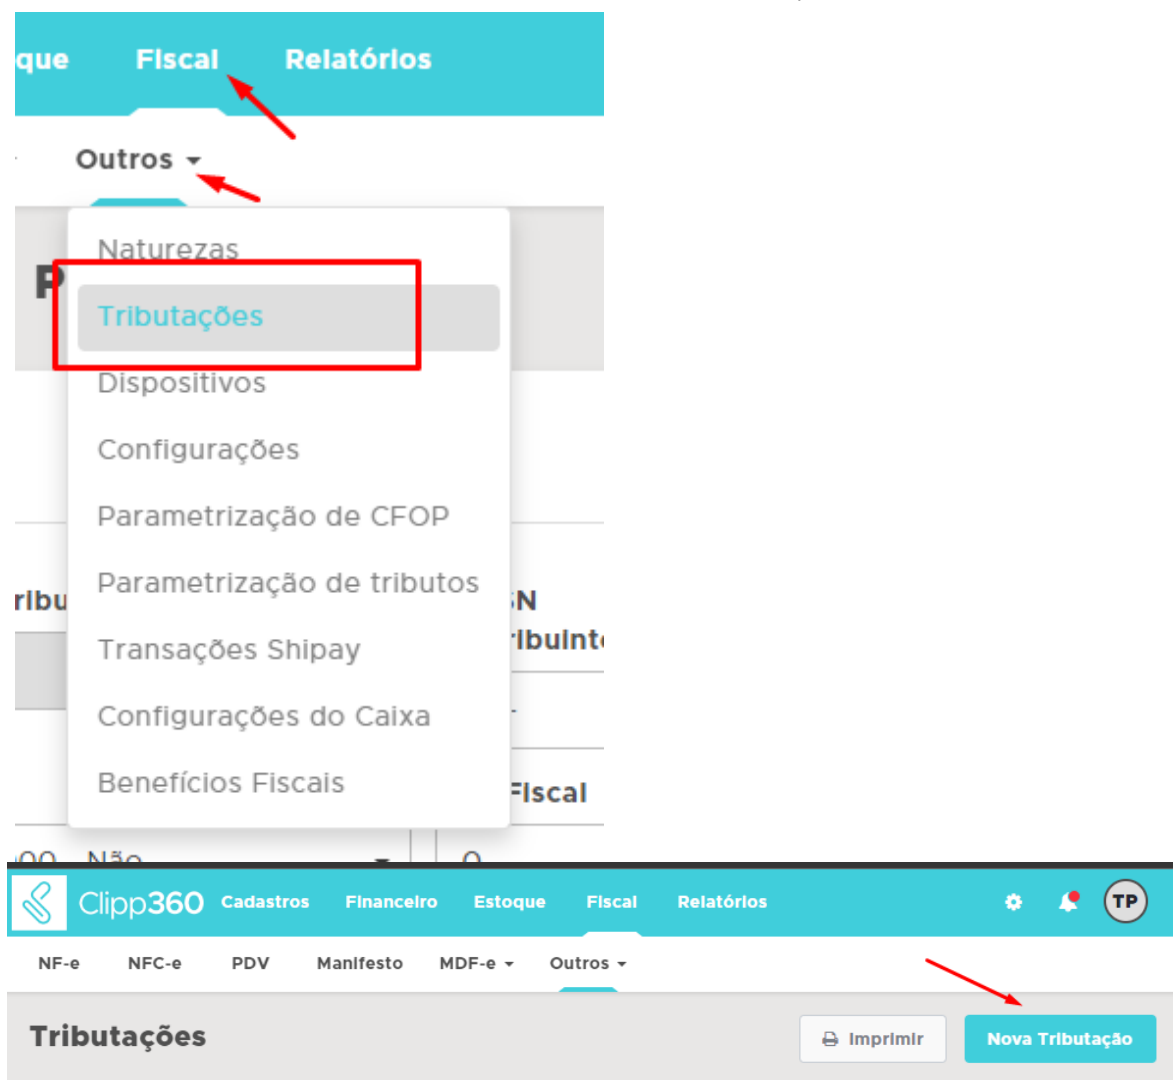 que Fiscal Relatórios
Outros
Naturezas
P
Tributações
Dispositivos
Configurações
Parametrização de CFOP
Parametrização de tributos
ribu
Transações Shipay
Configurações do Caixa
Benefícios Fiscais
Fiscal
Não
Clipp360 Cadastros Financeiro Estoque Fiscal Relatórios TP
NF-e NFC-e PDV Manifesto MDF-e Outros
Tributações Imprimir Nova Tributação